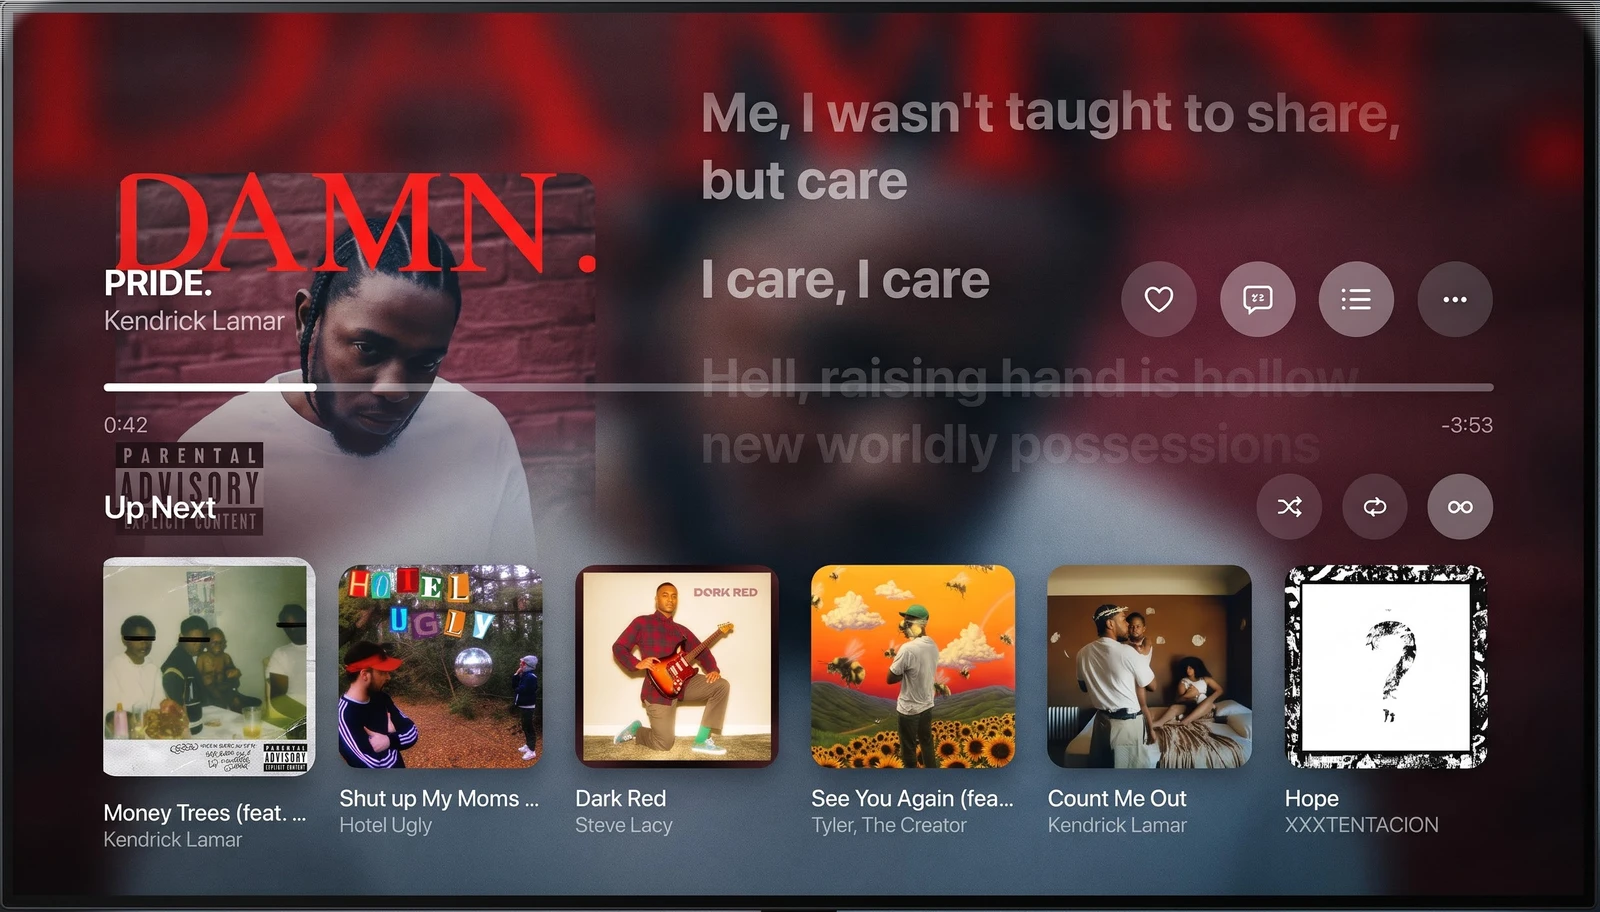 DAMN.
Me, I wasn't taught to share,
but care
PRIDE.
Kendrick Lamar
I care, I care
Hell, raising hand is hollow
new worldly possessions
0:42
-3:53
PARENTAL
ADVISORY
EXPLICIT CONTENT
Up Next
HOTEL
UGLY
DORK RED
PARENTAL
ADVISORY
EXPLICIT CONTENT
?
Money Trees (feat. ...
Kendrick Lamar
Shut up My Moms ...
Hotel Ugly
Dark Red
Steve Lacy
See You Again (fea...
Tyler, The Creator
Count Me Out
Kendrick Lamar
Hope
XXXTENTACION